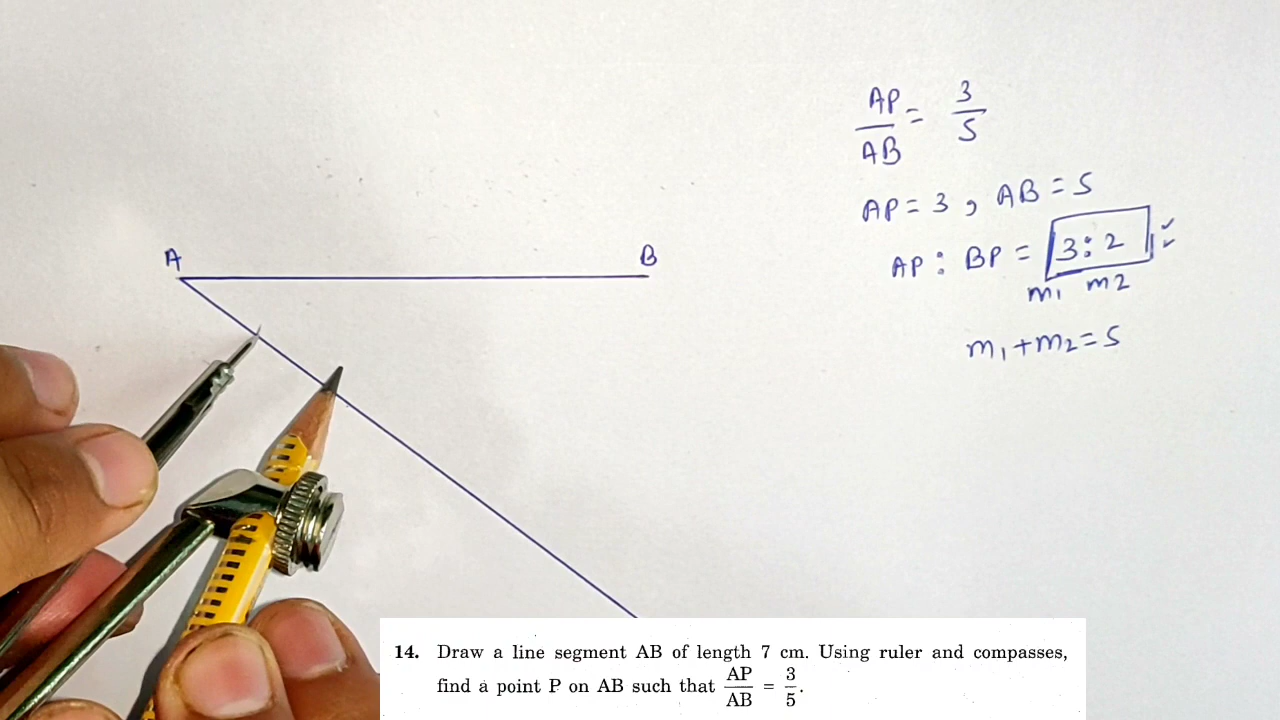 AP/AB = 3/5
AP = 3 , AB = 5
AP : BP = 3 : 2
m₁ m₂
m₁ + m₂ = 5
A B
14. Draw a line segment AB of length 7 cm. Using ruler and compasses,
find a point P on AB such that AP/AB = 3/5.